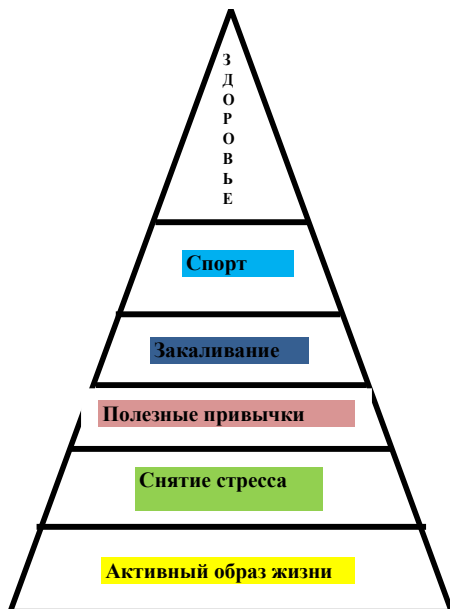 З
Д
О
Р
О
В
Ь
Е
Спорт
Закаливание
Полезные привычки
Снятие стресса
Активный образ жизни